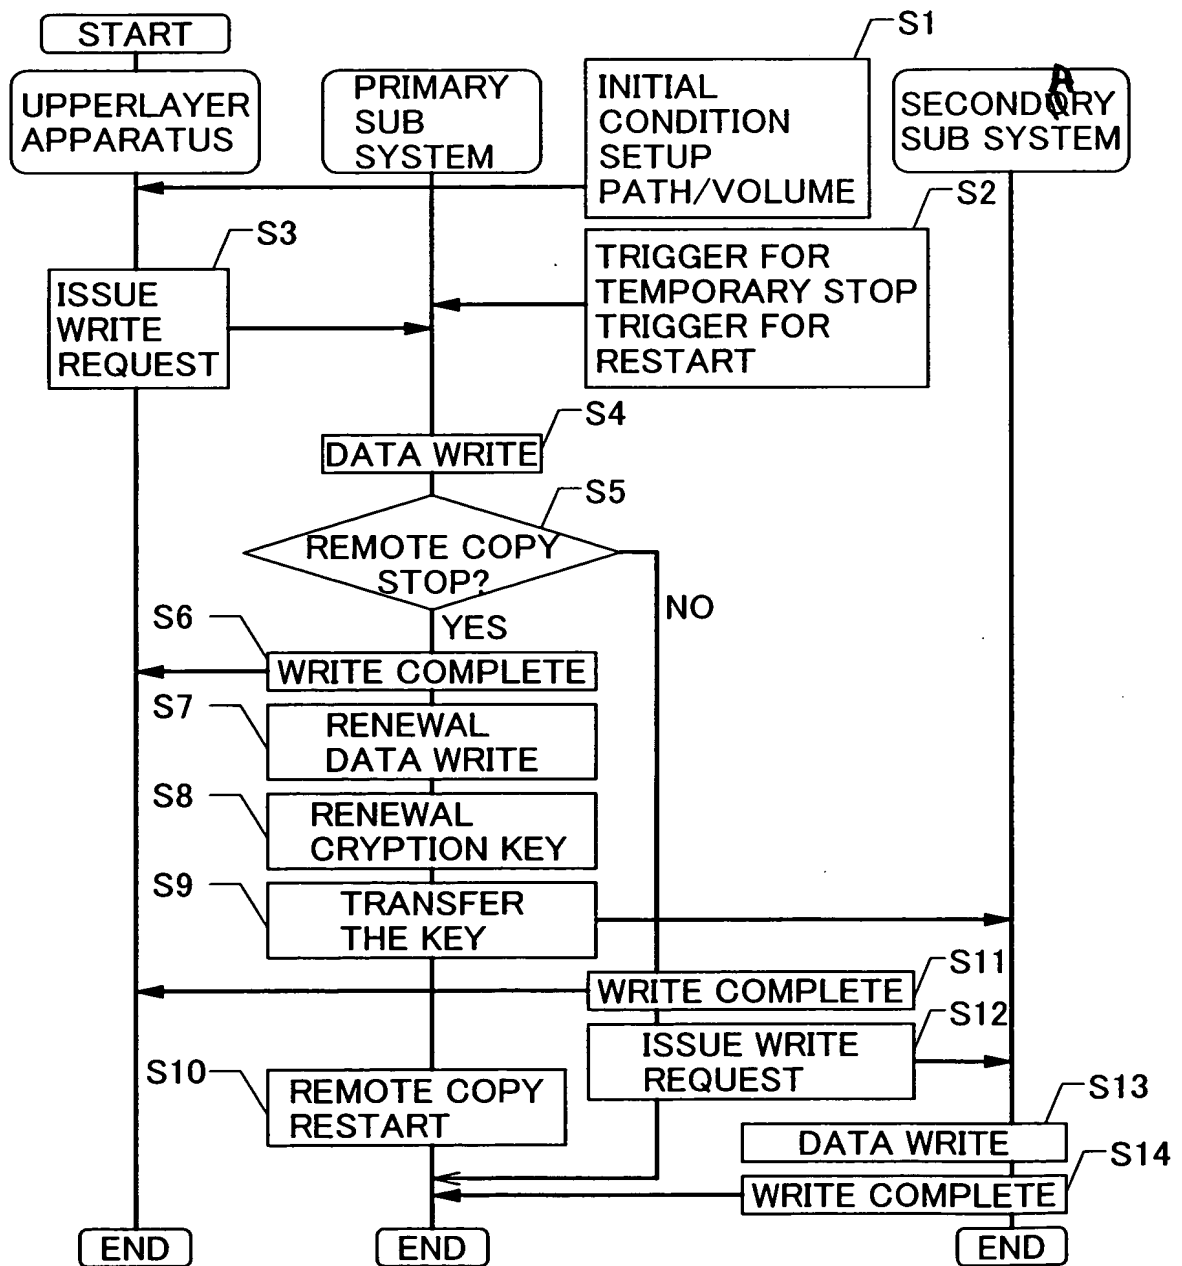 START
S1
UPPERLAYER
APPARATUS
PRIMARY
SUB
SYSTEM
INITIAL
CONDITION
SETUP
PATH/VOLUME
SECONDARY
SUB SYSTEM
S2
S3
TRIGGER FOR
TEMPORARY STOP
TRIGGER FOR
RESTART
ISSUE
WRITE
REQUEST
S4
DATA WRITE
S5
REMOTE COPY
STOP?
NO
YES
S6
WRITE COMPLETE
S7
RENEWAL
DATA WRITE
S8
RENEWAL
CRYPTION KEY
S9
TRANSFER
THE KEY
S11
WRITE COMPLETE
S12
ISSUE WRITE
REQUEST
S10
REMOTE COPY
RESTART
S13
DATA WRITE
S14
WRITE COMPLETE
END
END
END